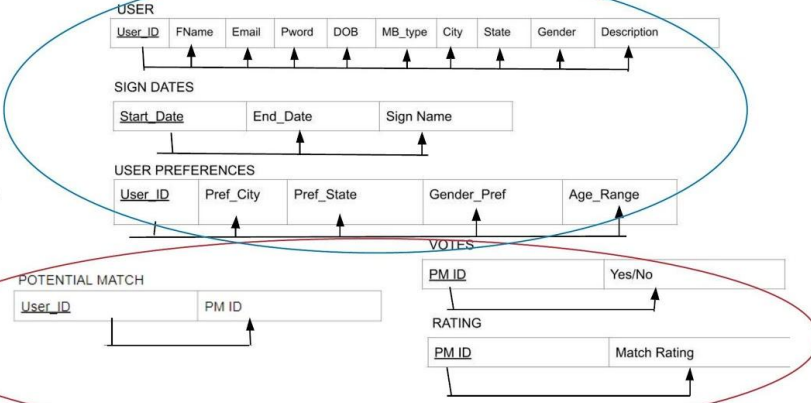 USER
User_ID FName Email Pword DOB MB_type City State Gender Description
SIGN DATES
Start_Date End_Date Sign Name
USER PREFERENCES
User_ID Pref_City Pref_State Gender_Pref Age_Range
VOTES
PM ID Yes/No
POTENTIAL MATCH
User_ID PM ID
RATING
PM ID Match Rating